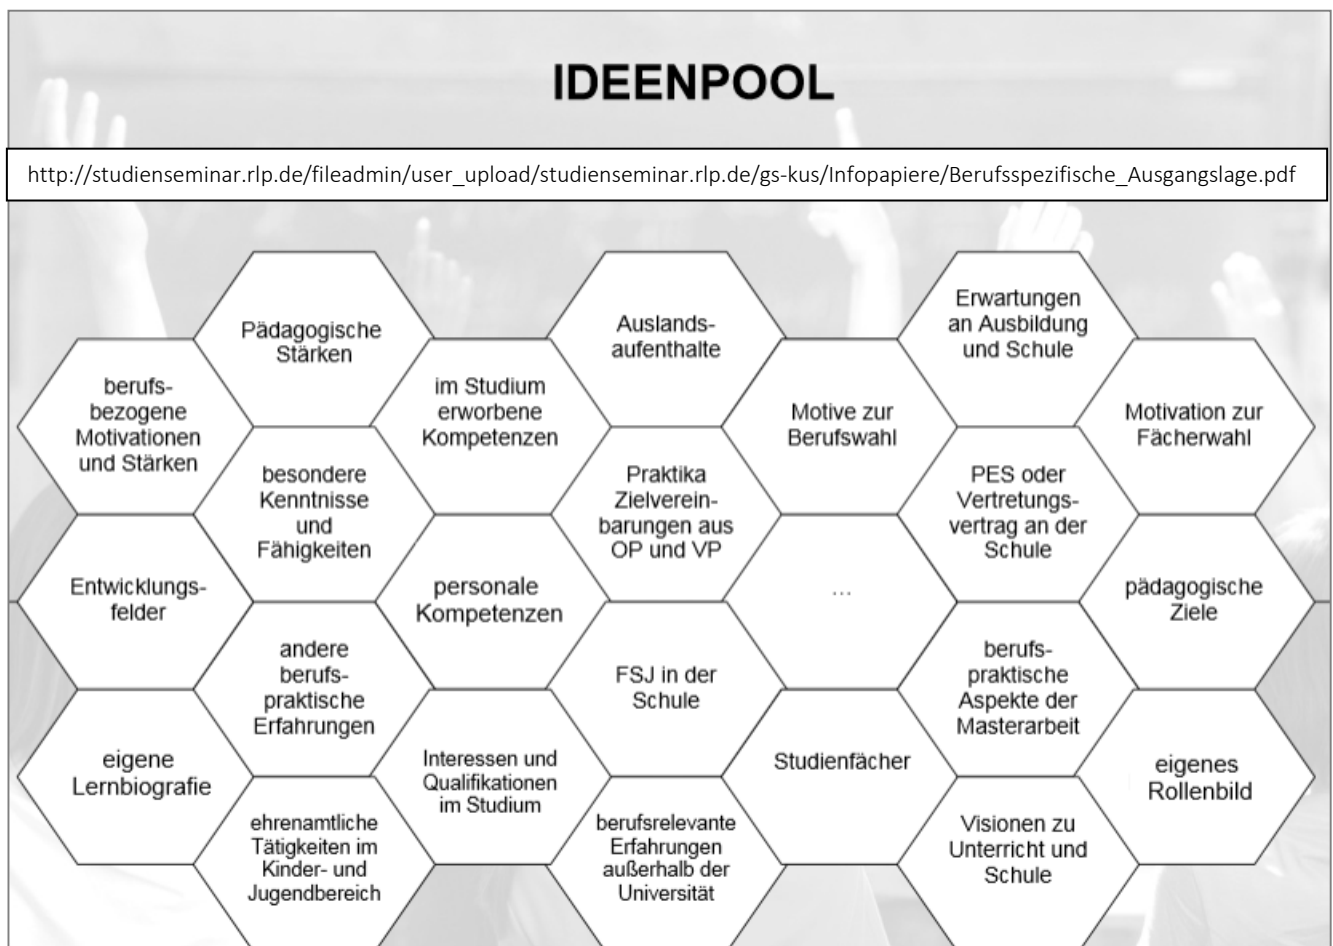 IDEENPOOL
http://studienseminar.rlp.de/fileadmin/user_upload/studienseminar.rlp.de/gs-kus/Infopapiere/Berufsspezifische_Ausgangslage.pdf
Pädagogische
Stärken
Auslands-
aufenthalte
Erwartungen
an Ausbildung
und Schule
berufs-
bezogene
Motivationen
und Stärken
im Studium
erworbene
Kompetenzen
Motive zur
Berufswahl
Motivation zur
Fächerwahl
besondere
Kenntnisse
und
Fähigkeiten
Praktika
Zielverein-
barungen aus
OP und VP
PES oder
Vertretungs-
vertrag an der
Schule
Entwicklungs-
felder
personale
Kompetenzen
...
pädagogische
Ziele
andere
berufs-
praktische
Erfahrungen
FSJ in der
Schule
berufs-
praktische
Aspekte der
Masterarbeit
eigene
Lernbiografie
Interessen und
Qualifikationen
im Studium
Studienfächer
eigenes
Rollenbild
ehrenamtliche
Tätigkeiten im
Kinder- und
Jugendbereich
berufsrelevante
Erfahrungen
außerhalb der
Universität
Visionen zu
Unterricht und
Schule